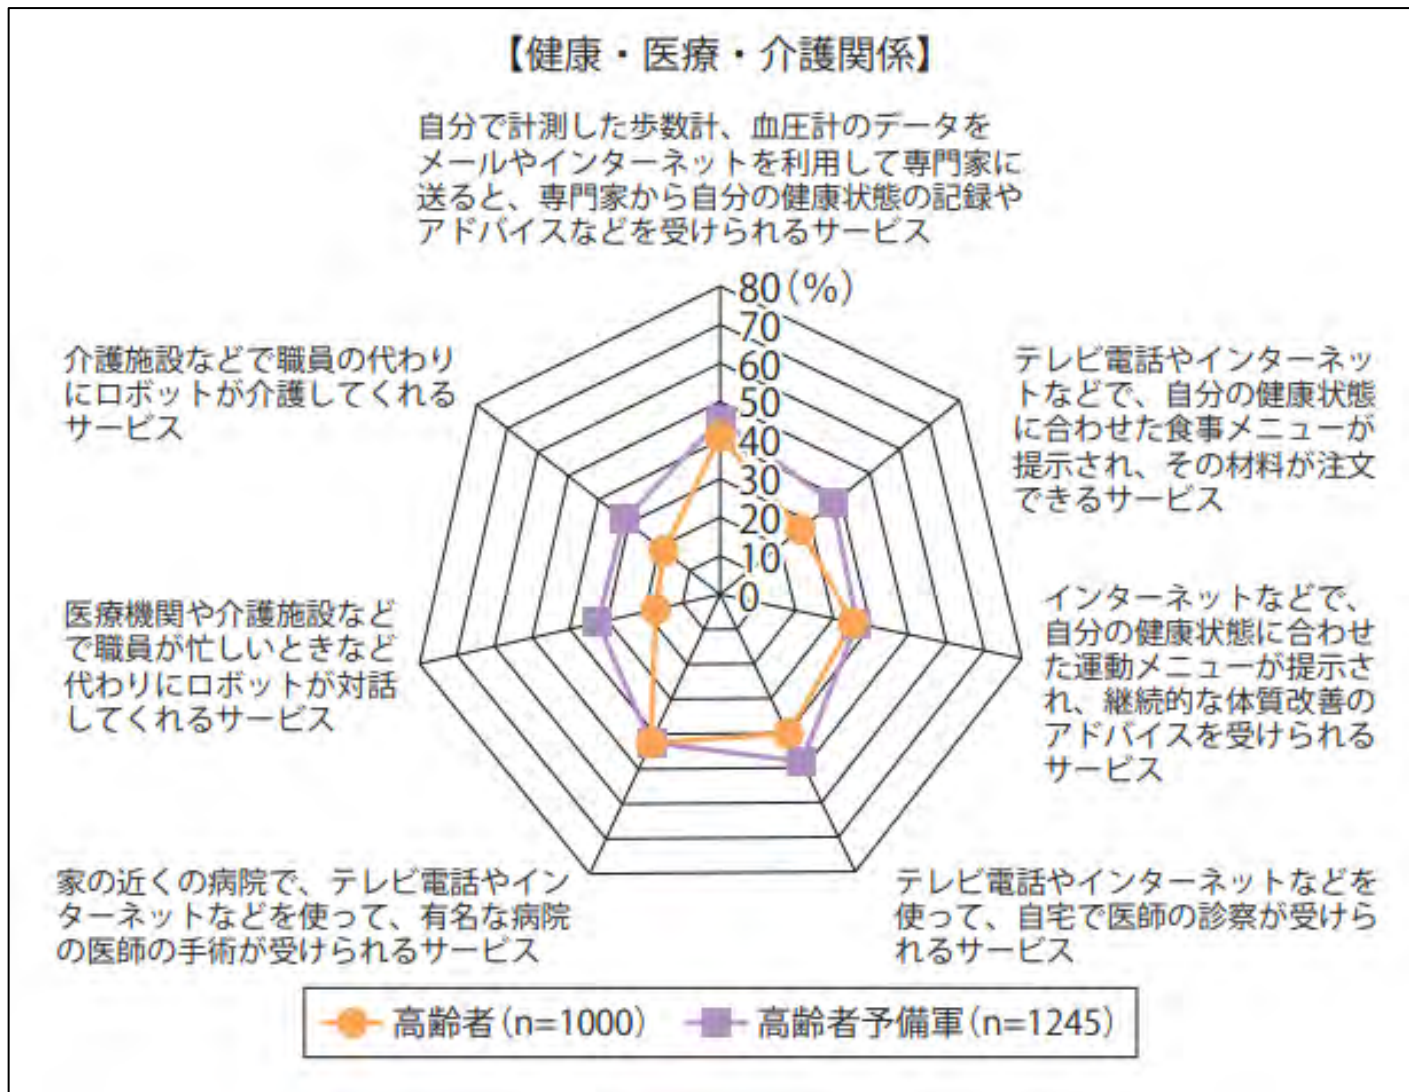 【健康・医療・介護関係】
自分で計測した歩数計、血圧計のデータを
メールやインターネットを利用して専門家に
送ると、専門家から自分の健康状態の記録や
アドバイスなどを受けられるサービス
80(%)
70
60
50
40
30
20
10
0
テレビ電話やインターネッ
トなどで、自分の健康状態
に合わせた食事メニューが
提示され、その材料が注文
できるサービス
インターネットなどで、
自分の健康状態に合わせ
た運動メニューが提示さ
れ、継続的な体質改善の
アドバイスを受けられる
サービス
テレビ電話やインターネットなどを
使って、自宅で医師の診察が受けら
れるサービス
家の近くの病院で、テレビ電話やイン
ターネットなどを使って、有名な病院
の医師の手術が受けられるサービス
医療機関や介護施設など
で職員が忙しいときなど
代わりにロボットが対話
してくれるサービス
介護施設などで職員の代わり
にロボットが介護してくれる
サービス
高齢者(n=1000)
高齢者予備軍(n=1245)